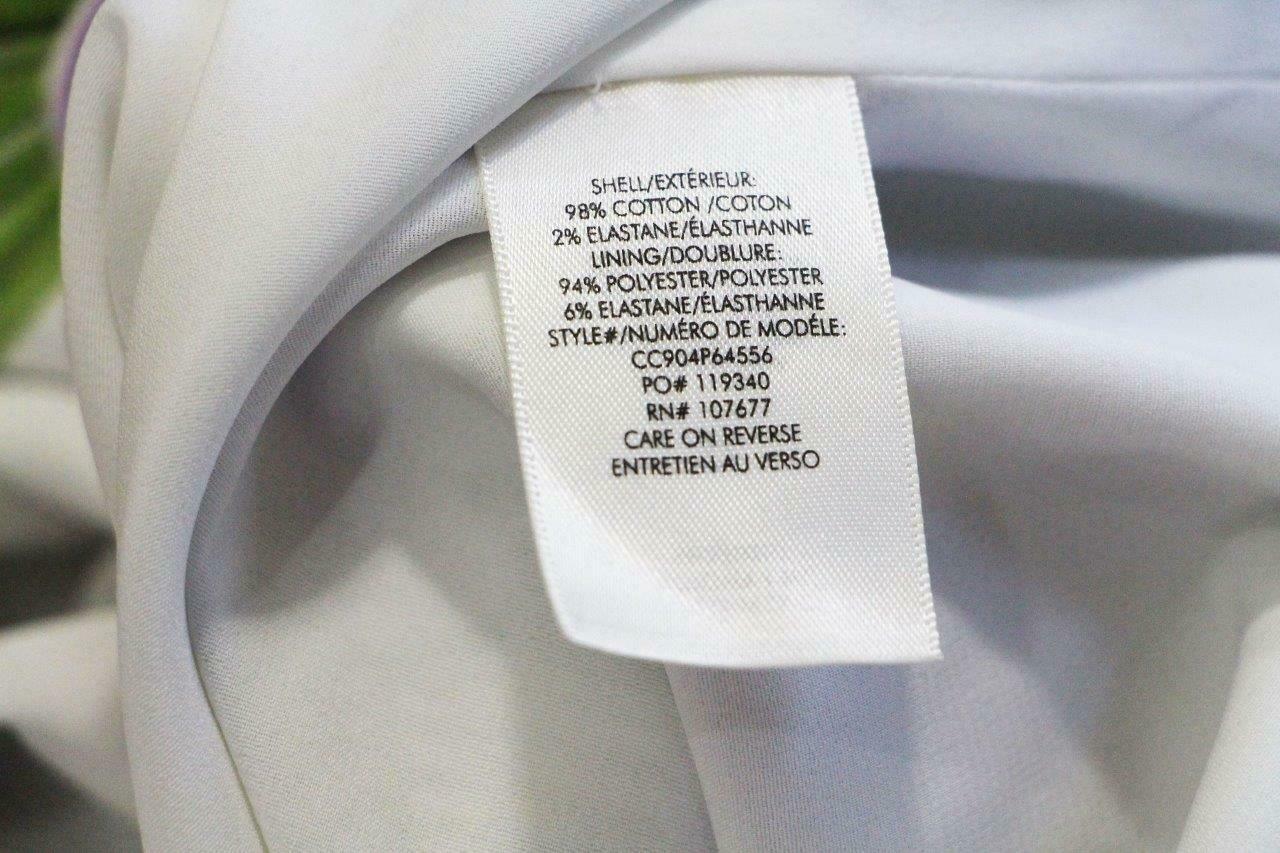 SHELL/EXTÉRIEUR:
98% COTTON /COTON
2% ELASTANE/ÉLASTHANNE
LINING/DOUBLURE:
94% POLYESTER/POLYESTER
6% ELASTANE/ÉLASTHANNE
STYLE#/NUMÉRO DE MODÉLE:
CC904P64556
PO# 119340
RN# 107677
CARE ON REVERSE
ENTRETIEN AU VERSO